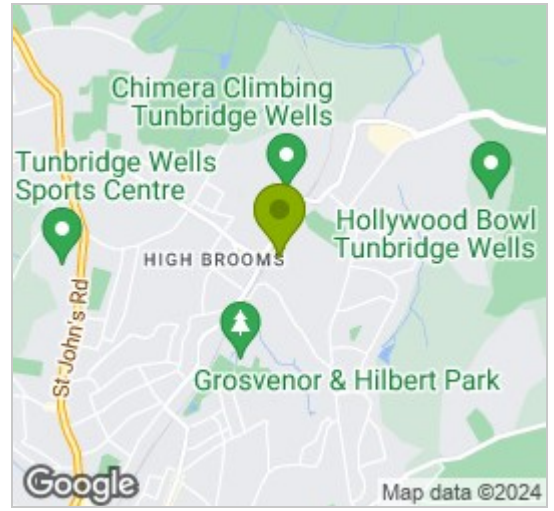 Chimera Climbing
Tunbridge Wells
Tunbridge Wells
Sports Centre
Hollywood Bowl
Tunbridge Wells
HIGH BROOMS
St John's Rd
Grosvenor & Hilbert Park
Google
Map data ©2024